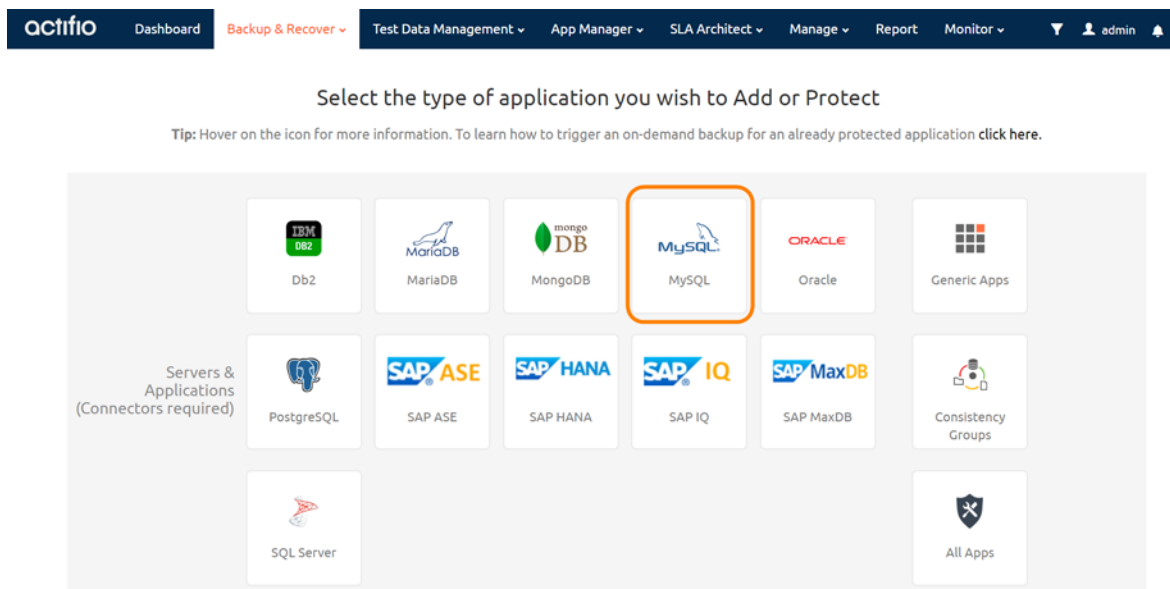 actifio Dashboard Backup & Recover Test Data Management App Manager SLA Architect Manage Report Monitor admin
Select the type of application you wish to Add or Protect
Tip: Hover on the icon for more information. To learn how to trigger an on-demand backup for an already protected application click here.
Servers &
Applications
(Connectors required)
IBM
DB2
Db2
MariaDB
MariaDB
mongo
DB
MongoDB
MySQL
MySQL
ORACLE
Oracle
Generic Apps
PostgreSQL
SAP ASE
SAP ASE
SAP HANA
SAP HANA
SAP IQ
SAP IQ
SAP MaxDB
SAP MaxDB
Consistency
Groups
SQL Server
All Apps